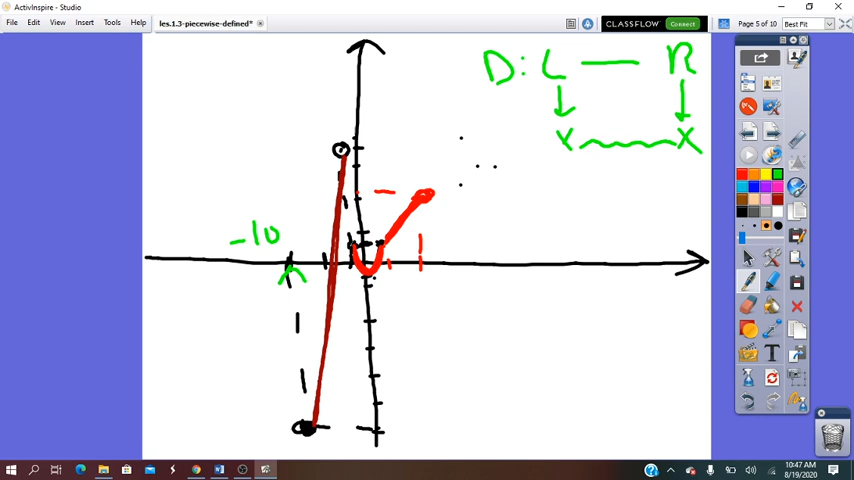 ActivInspire - Studio
File Edit View Insert Tools Help
les.1.3-piecewise-defined*
CLASSFLOW Connect
Page 5 of 10
Best Fit
D: L — R
x x
-10
T
10:47 AM
8/19/2020